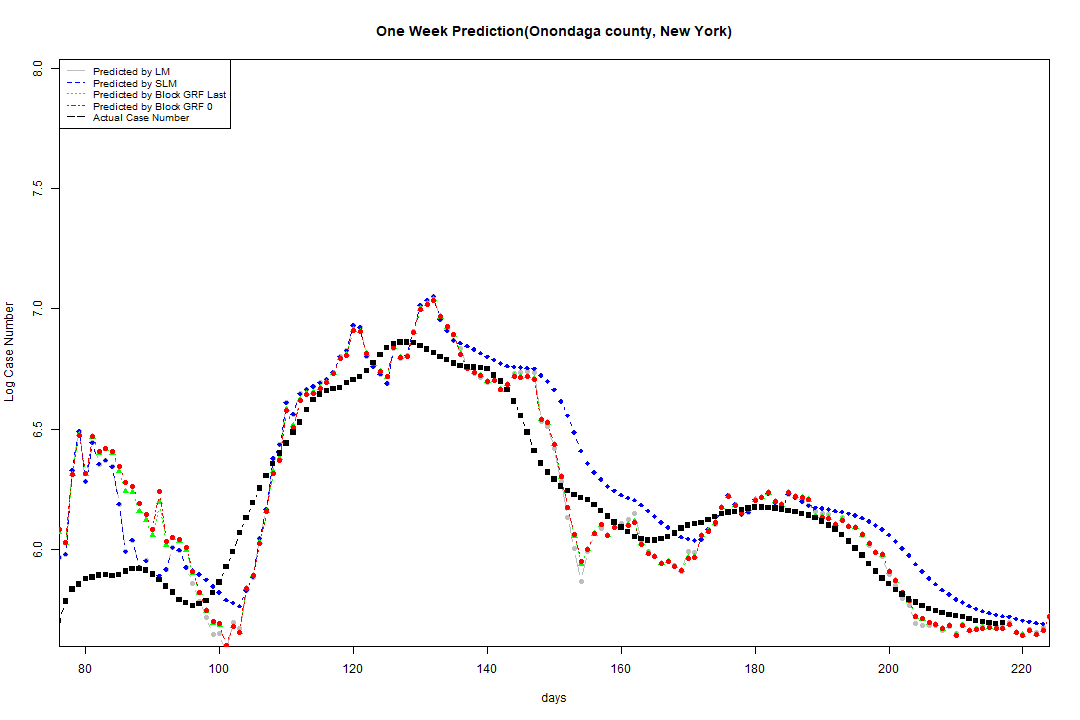 One Week Prediction(Onondaga county, New York)
Predicted by LM
Predicted by SLM
Predicted by Block GRF Last
Predicted by Block GRF 0
Actual Case Number
8.0
7.5
7.0
6.5
6.0
Log Case Number
80 100 120 140 160 180 200 220
days